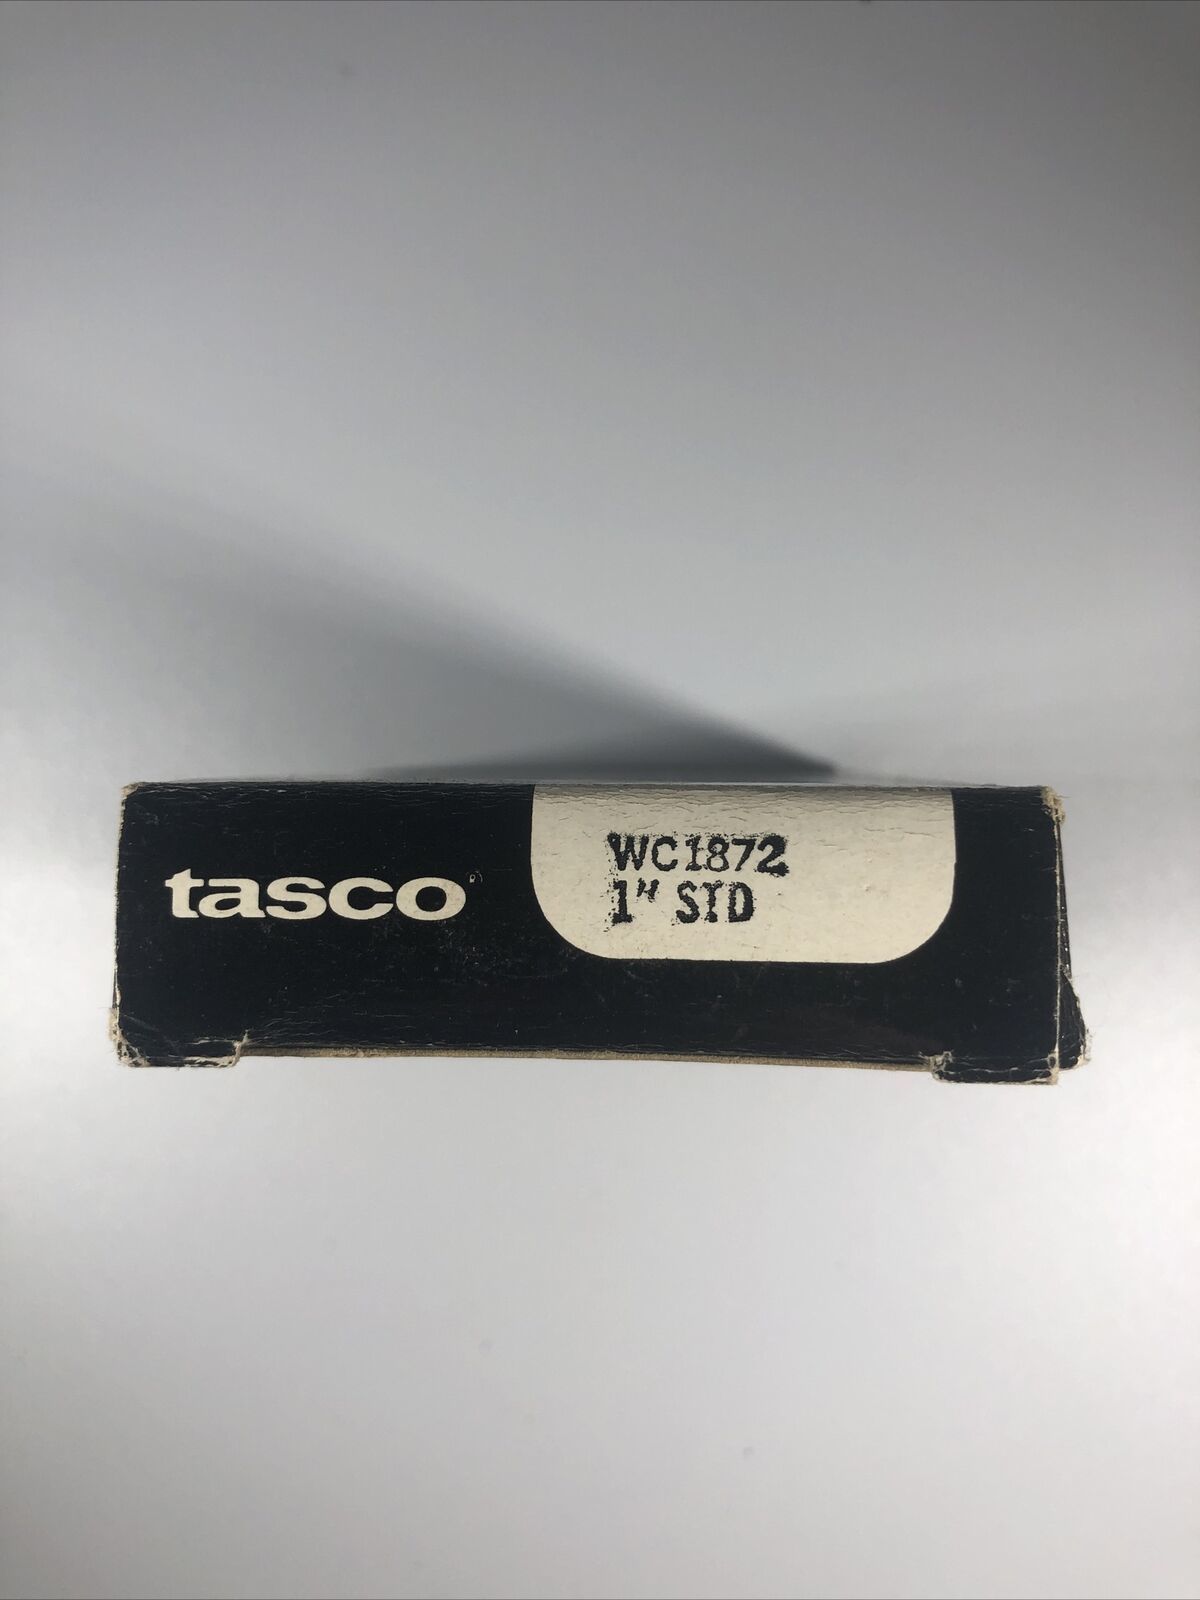 tasco
WC1872
1" STD